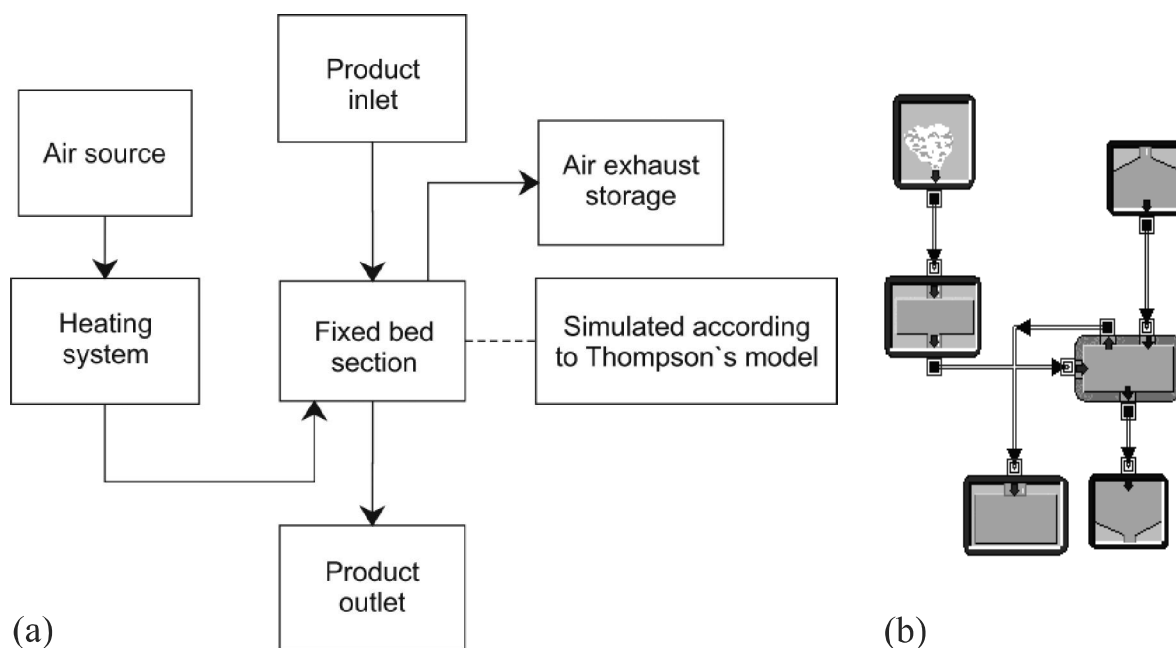 Product
inlet
Air source
Air exhaust
storage
Heating
system
Fixed bed
section
Simulated according
to Thompson`s model
Product
outlet
(a)
(b)